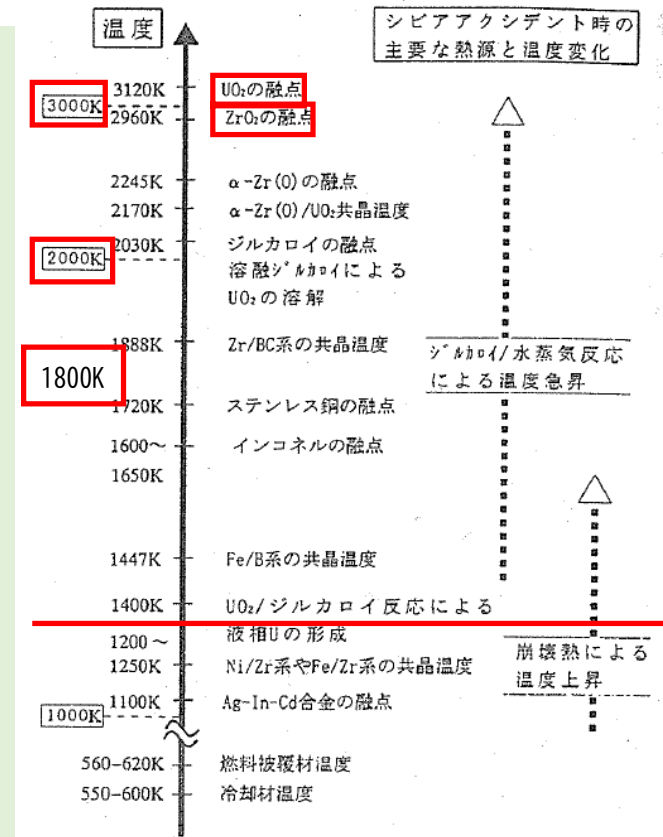 温度
シビアアクシデント時の
主要な熱源と温度変化
3120K UO₂の融点
3000K
2960K ZrO₂の融点
2245K α-Zr(O)の融点
2170K α-Zr(O)/UO₂共晶温度
2030K ジルカロイの融点
2000K
溶融ｼﾞﾙｶﾛｲによる
UO₂の溶解
1888K Zr/BC系の共晶温度
ｼﾞﾙｶﾛｲ/水蒸気反応
による温度急昇
1800K
1720K ステンレス鋼の融点
1600～ インコネルの融点
1650K
1447K Fe/B系の共晶温度
1400K UO₂/ジルカロイ反応による
液相Uの形成
1200～
1250K Ni/Zr系やFe/Zr系の共晶温度
崩壊熱による
温度上昇
1100K Ag-In-Cd合金の融点
1000K
560-620K 燃料被覆材温度
550-600K 冷却材温度